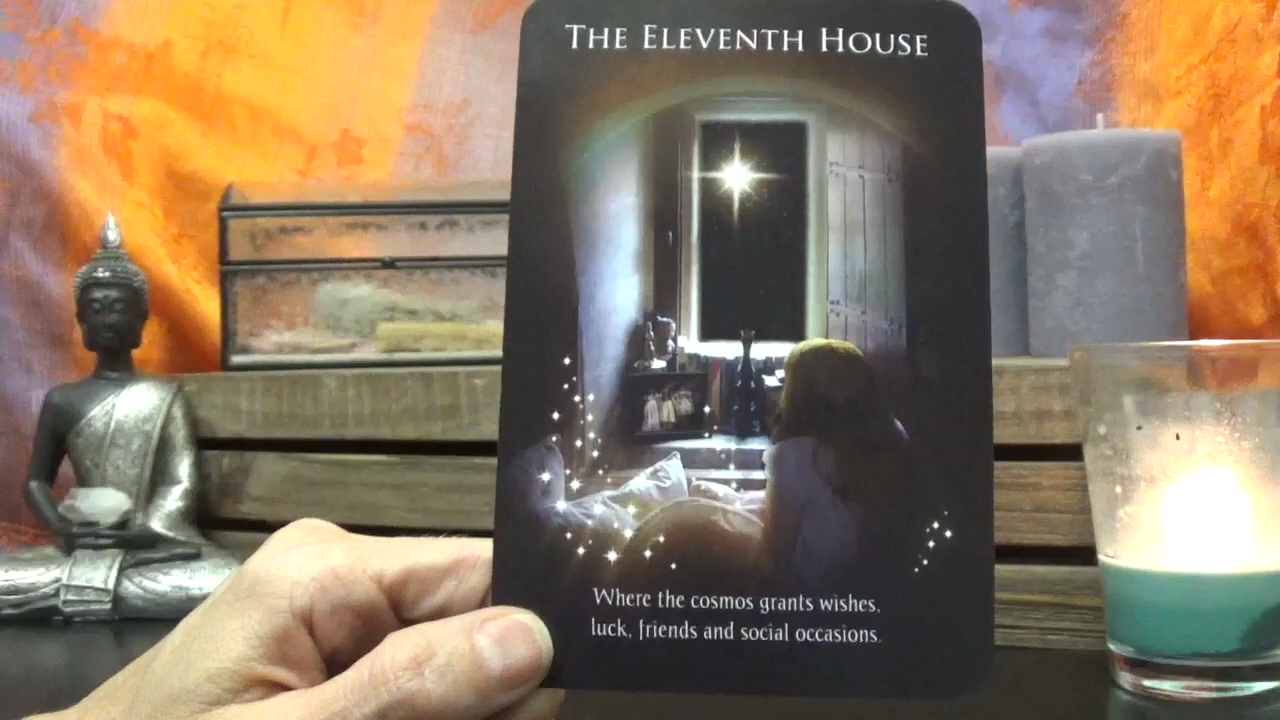 THE ELEVENTH HOUSE
Where the cosmos grants wishes,
luck, friends and social occasions.